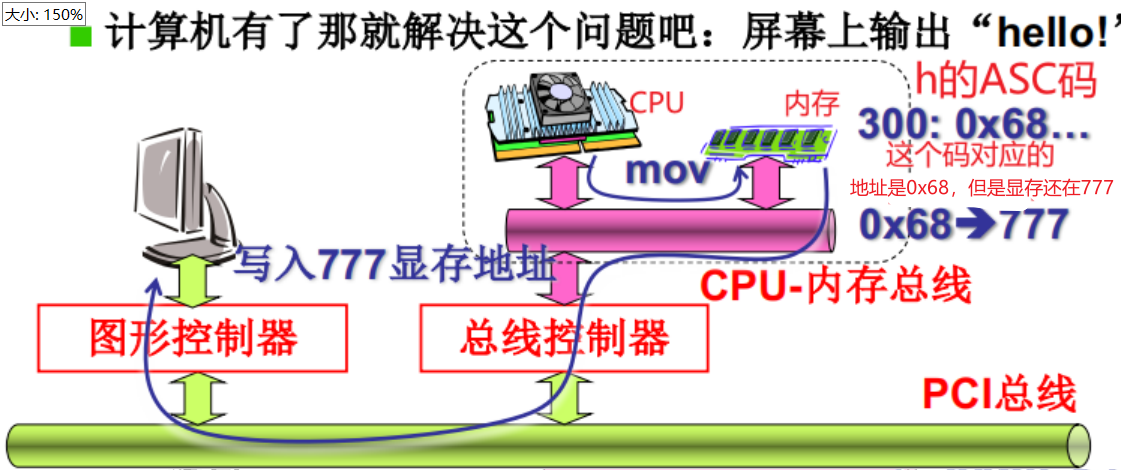 大小: 150%
计算机有了那就解决这个问题吧：屏幕上输出“hello!”
h的ASC码
CPU
内存
300: 0x68…
这个码对应的
mov
地址是0x68，但是显存还在777
0x68➔777
写入777显存地址
CPU-内存总线
图形控制器
总线控制器
PCI总线